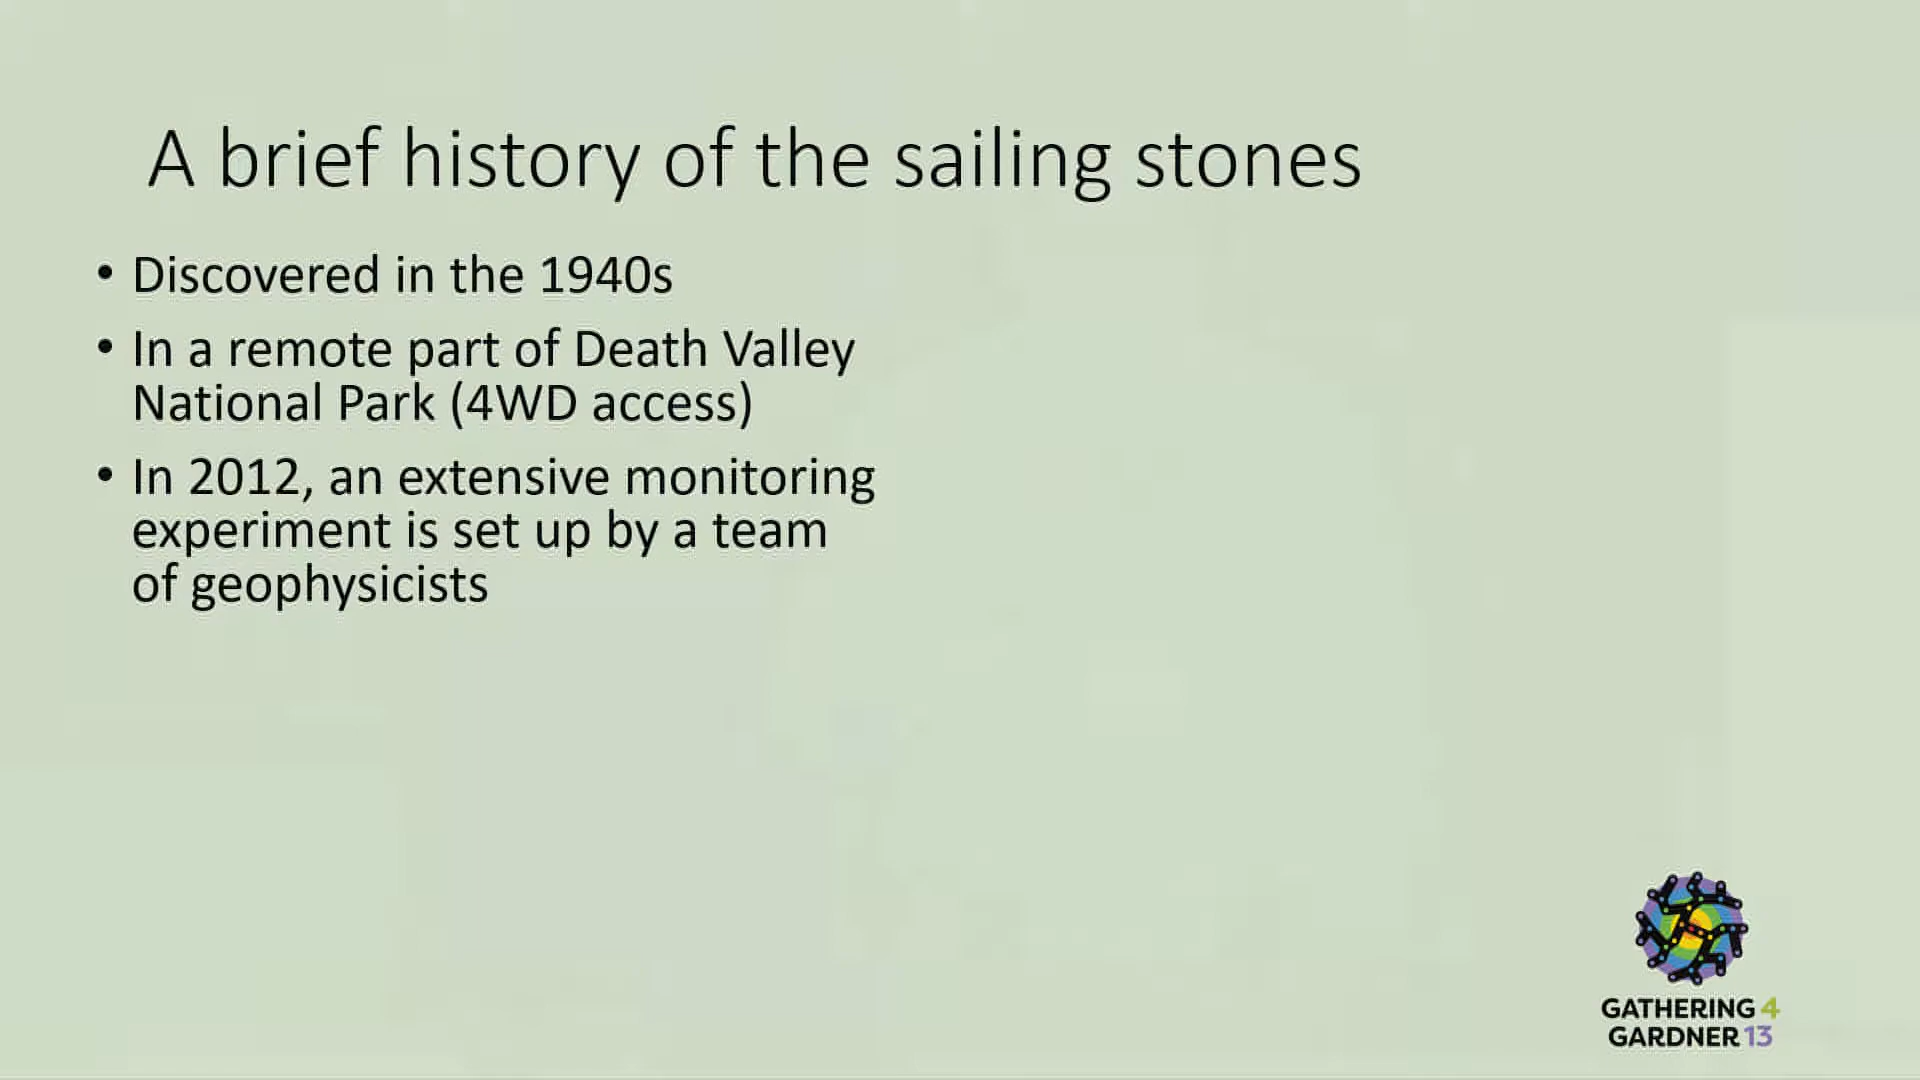 A brief history of the sailing stones
• Discovered in the 1940s
• In a remote part of Death Valley
National Park (4WD access)
• In 2012, an extensive monitoring
experiment is set up by a team
of geophysicists
GATHERING 4
GARDNER 13